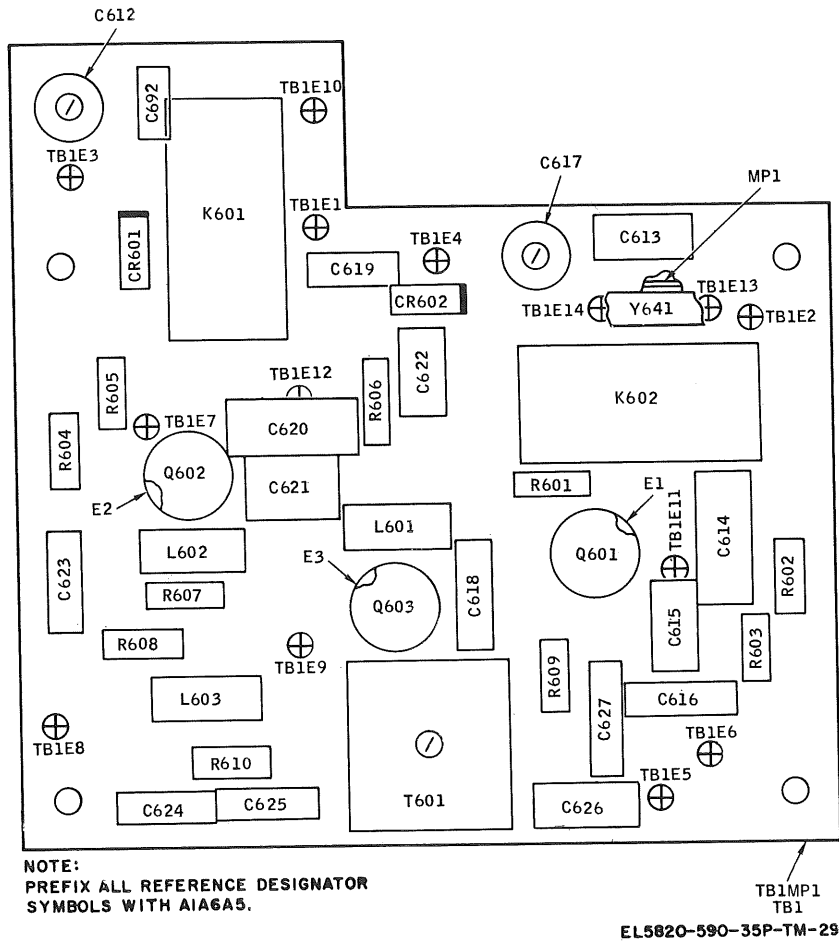 C612
C692
TB1E10
TB1E3
K601
TB1E1
CR601
C619
TB1E4
CR602
C617
MP1
C613
TB1E14
Y641
TB1E13
TB1E2
K602
C622
R606
TB1E12
R605
TB1E7
R604
C620
Q602
C621
E2
R601
E1
TB1E11
C614
L601
L602
Q601
E3
C623
R607
Q603
C618
C615
R602
R608
TB1E9
R603
R609
L603
C627
C616
TB1E8
TB1E6
R610
T601
TB1E5
C624
C625
C626
NOTE:
PREFIX ALL REFERENCE DESIGNATOR
SYMBOLS WITH A1A6A5.
TB1MP1
TB1
EL5820-590-35P-TM-29